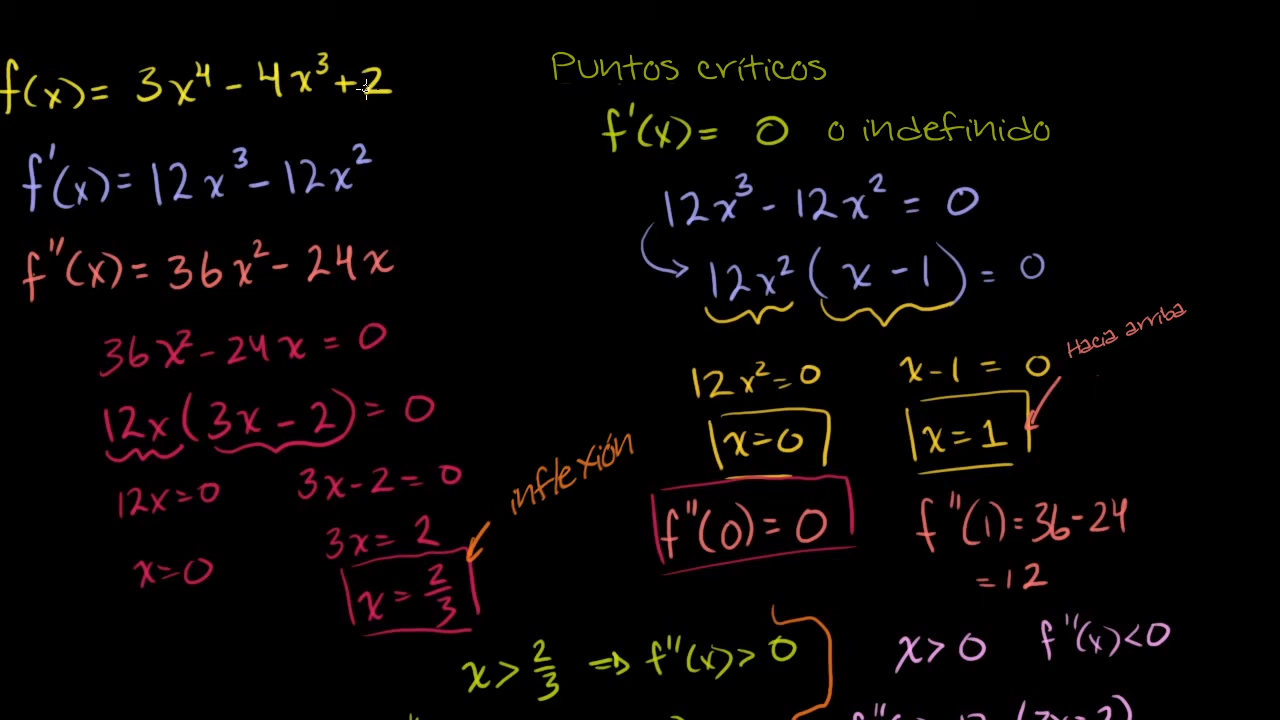 f(x) = 3x⁴ - 4x³ + 2
f'(x) = 12x³ - 12x²
f''(x) = 36x² - 24x
36x² - 24x = 0
12x(3x - 2) = 0
12x = 0
x = 0
3x - 2 = 0
3x = 2
x = 2/3
inflexión
Puntos críticos
f'(x) = 0 o indefinido
12x³ - 12x² = 0
12x²(x - 1) = 0
12x² = 0
x = 0
f''(0) = 0
x - 1 = 0
Hacia arriba
x = 1
f''(1) = 36 - 24
= 12
x > 2/3 ⇒ f''(x) > 0
x > 0 f''(x) < 0